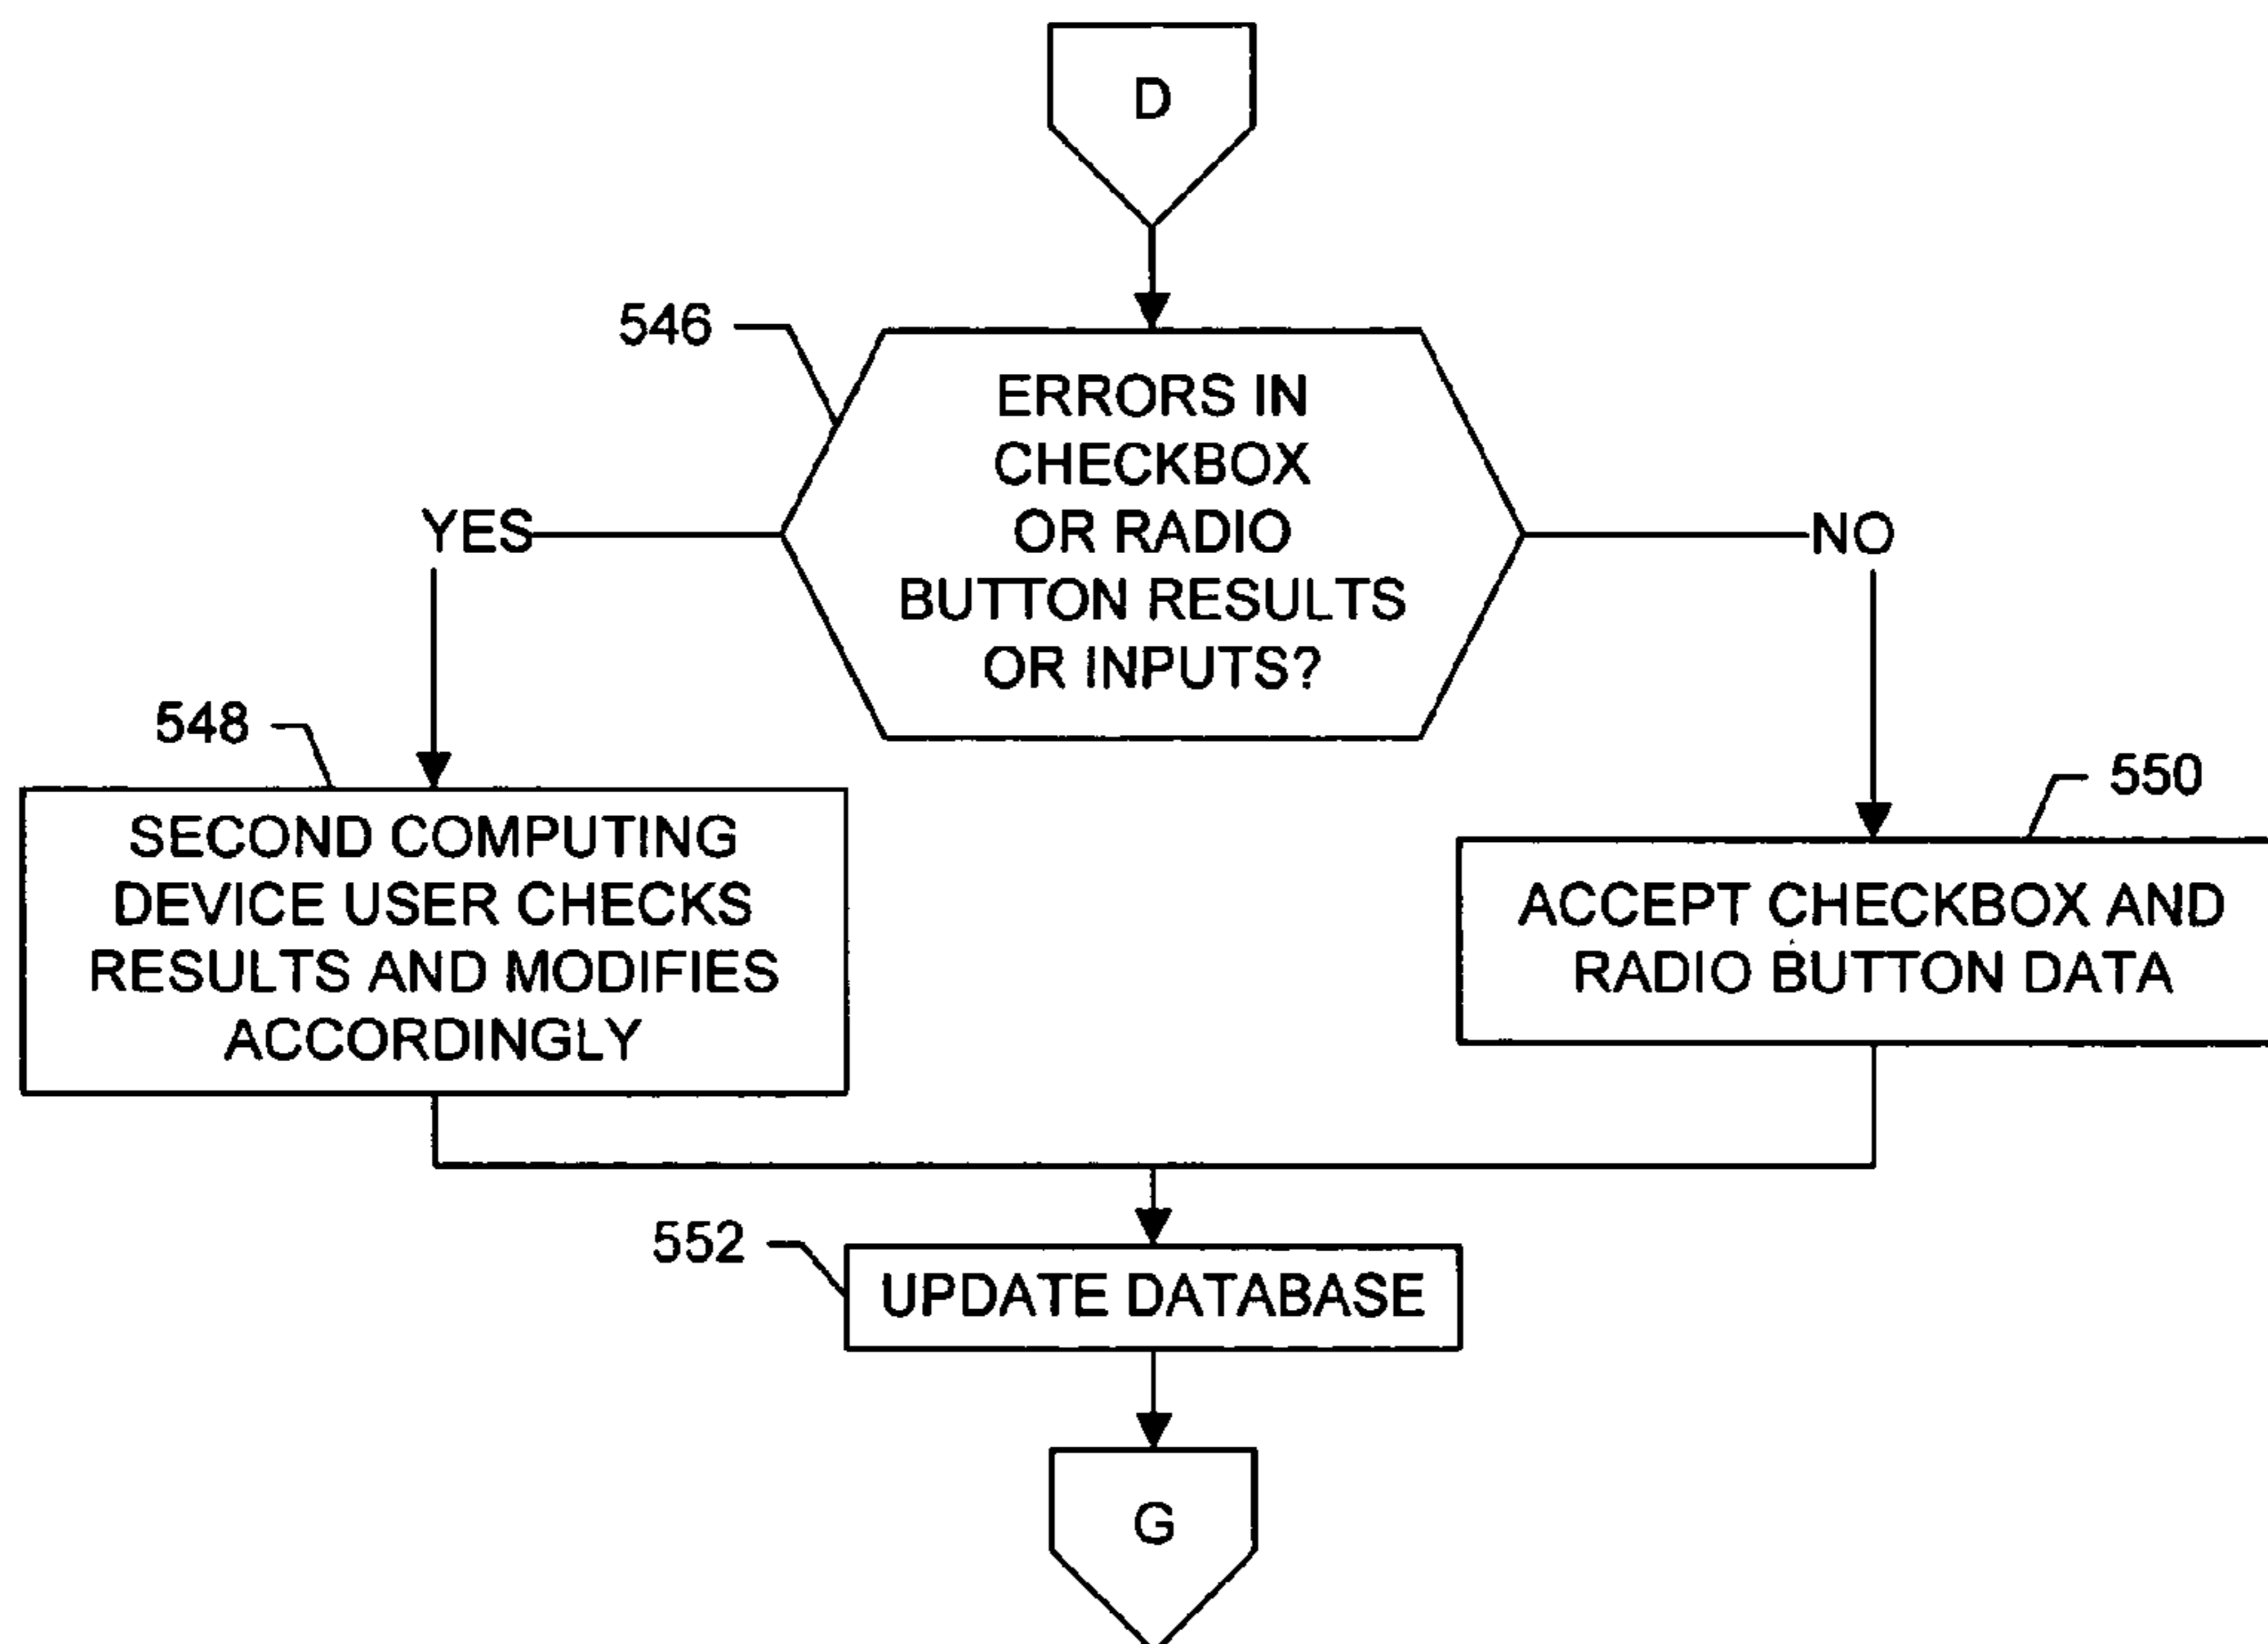 D
546
ERRORS IN
CHECKBOX
OR RADIO
BUTTON RESULTS
OR INPUTS?
YES
NO
548
SECOND COMPUTING
DEVICE USER CHECKS
RESULTS AND MODIFIES
ACCORDINGLY
550
ACCEPT CHECKBOX AND
RADIO BUTTON DATA
552
UPDATE DATABASE
G